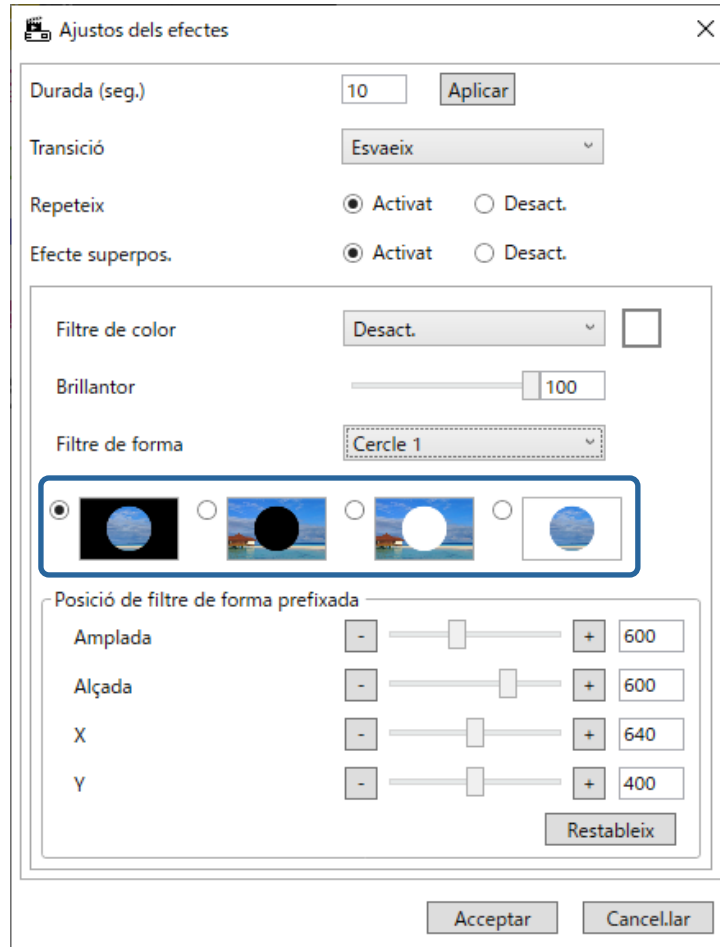 Ajustos dels efectes
Durada (seg.) 10 Aplicar
Transició Esvaeix
Repeteix Activat Desact.
Efecte superpos. Activat Desact.
Filtre de color Desact.
Brillantor 100
Filtre de forma Cercle 1
Posició de filtre de forma prefixada
Amplada - + 600
Alçada - + 600
X - + 640
Y - + 400
Restableix
Acceptar Cancel.lar